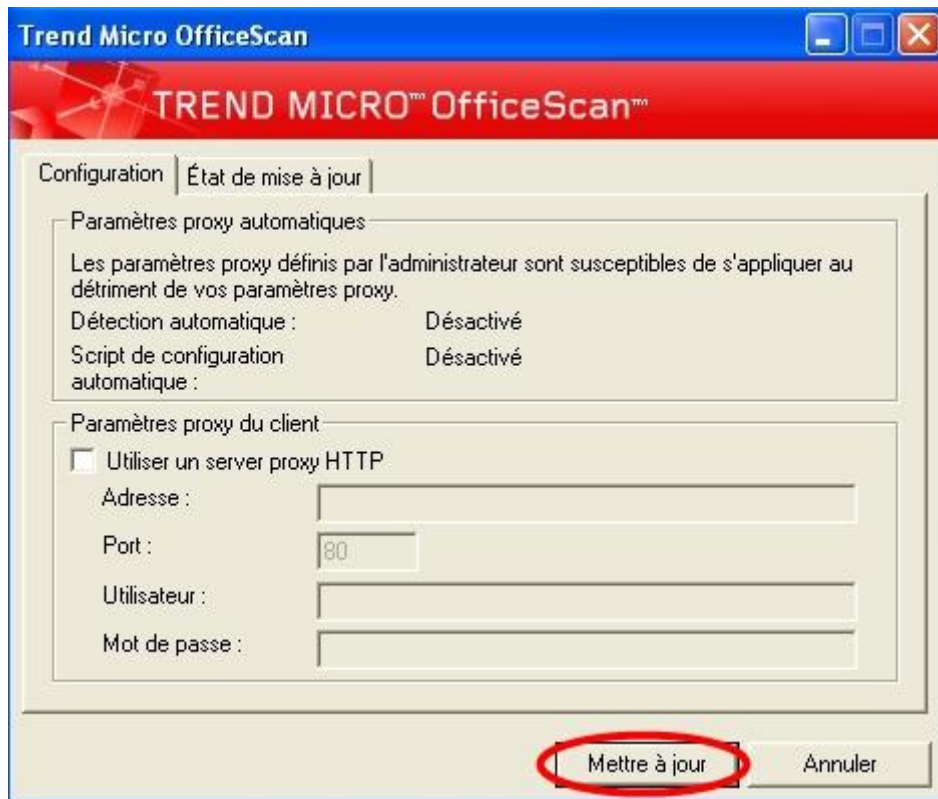 Trend Micro OfficeScan
TREND MICRO™ OfficeScan™
Configuration
État de mise à jour
Paramètres proxy automatiques
Les paramètres proxy définis par l'administrateur sont susceptibles de s'appliquer au
détriment de vos paramètres proxy.
Détection automatique : Désactivé
Script de configuration Désactivé
automatique :
Paramètres proxy du client
Utiliser un server proxy HTTP
Adresse :
Port : 80
Utilisateur :
Mot de passe :
Mettre à jour Annuler